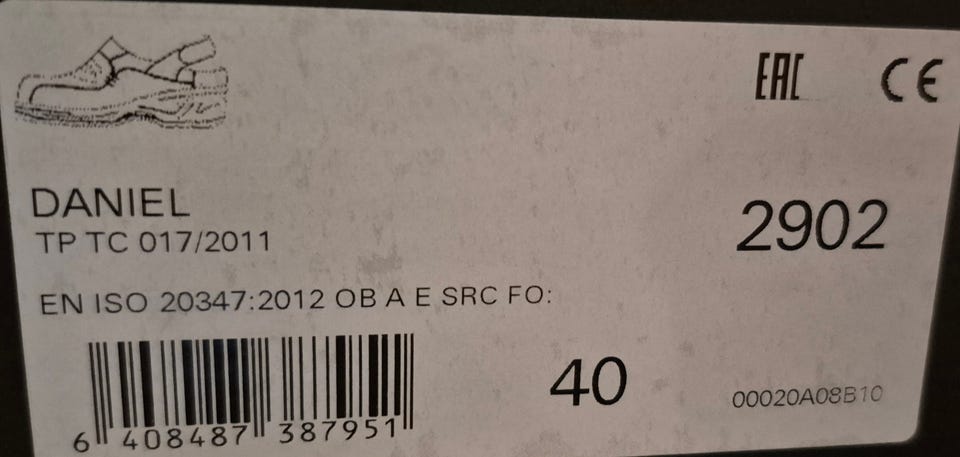 EAC CE
DANIEL
TP TC 017/2011
2902
EN ISO 20347:2012 OB A E SRC FO:
40
00020A08B10
6 408487 387951